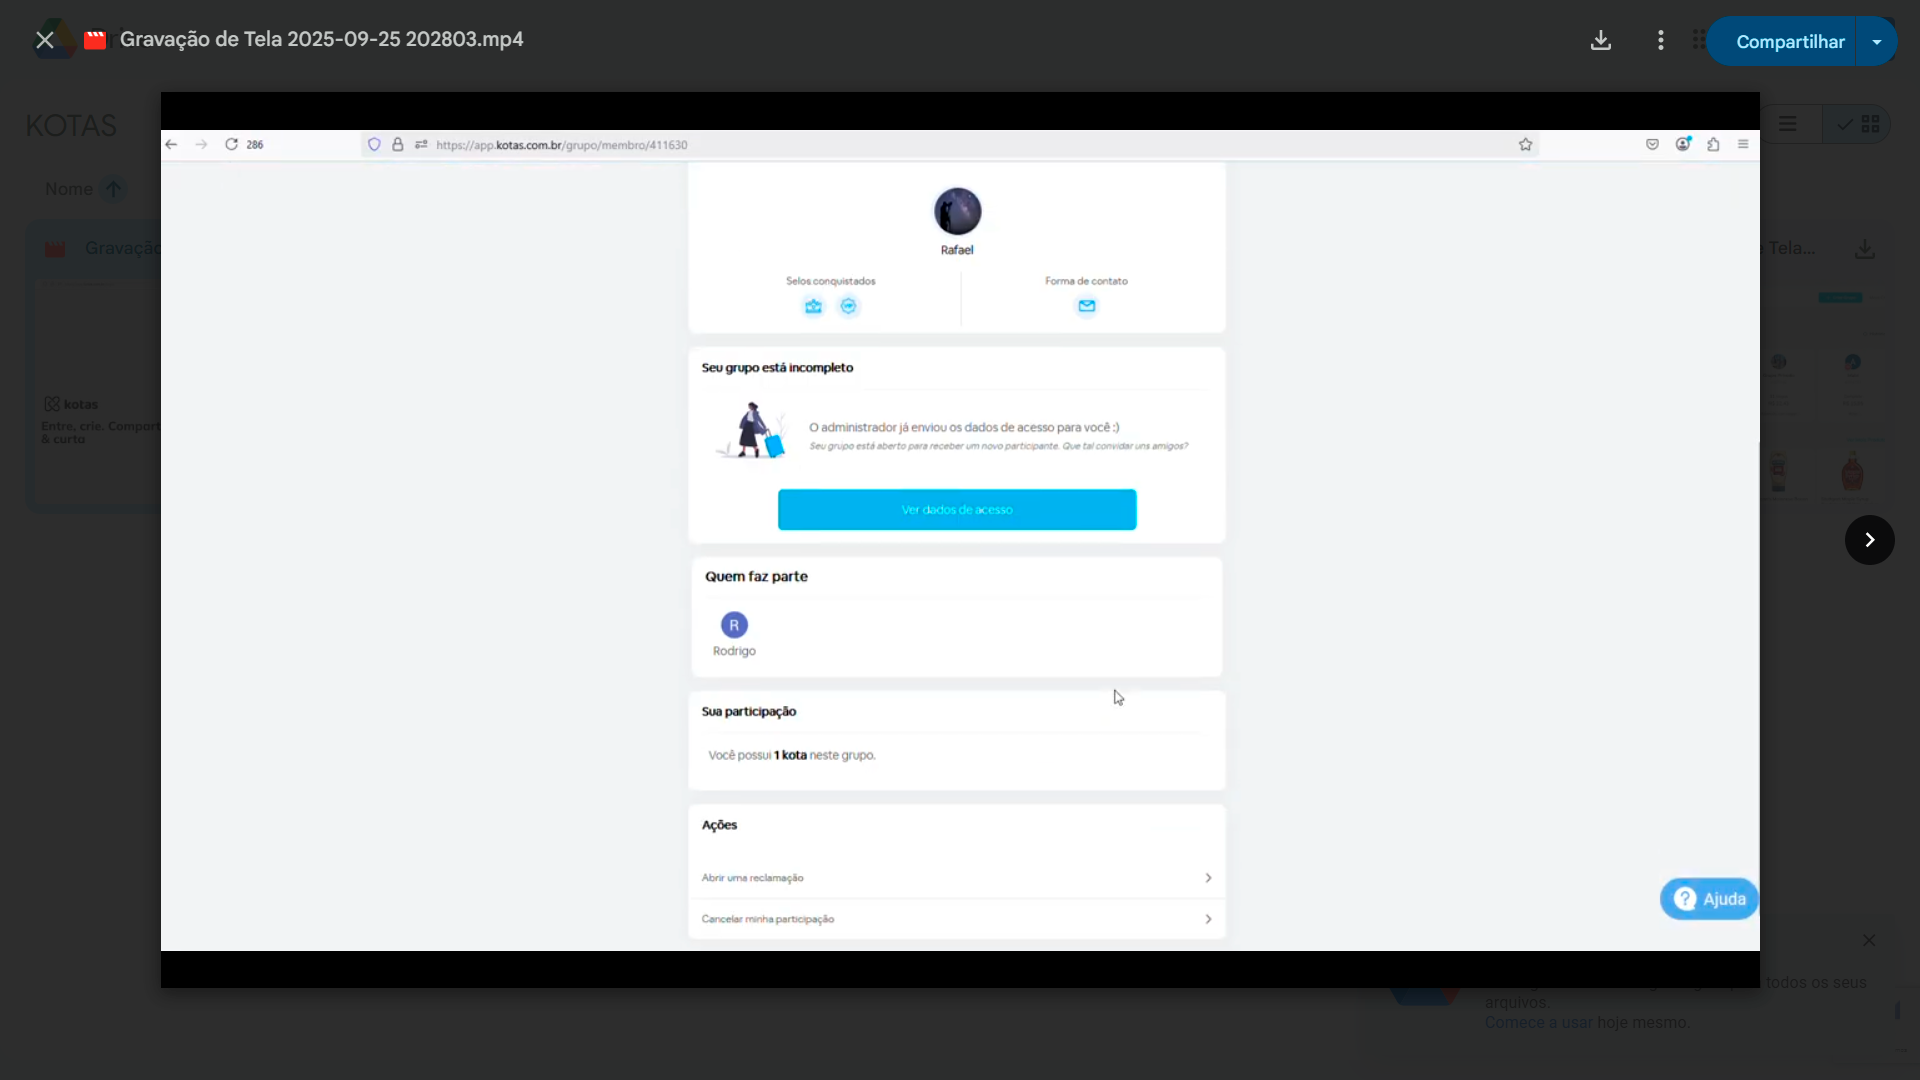 Gravação de Tela 2025-09-25 202803.mp4
Compartilhar
KOTAS
Nome
Gravação
e Tela...
286
https://app.kotas.com.br/grupo/membro/411630
Rafael
Selos conquistados
Forma de contato
Seu grupo está incompleto
O administrador já enviou os dados de acesso para você :)
Seu grupo está aberto para receber um novo participante. Que tal convidar uns amigos?
Ver dados de acesso
kotas
Entre, crie. Compart
& curta
Quem faz parte
R
Rodrigo
Sua participação
Você possui 1 kota neste grupo.
Ações
Abrir uma reclamação
Cancelar minha participação
Ajuda
todos os seus
arquivos.
Comece a usar hoje mesmo.